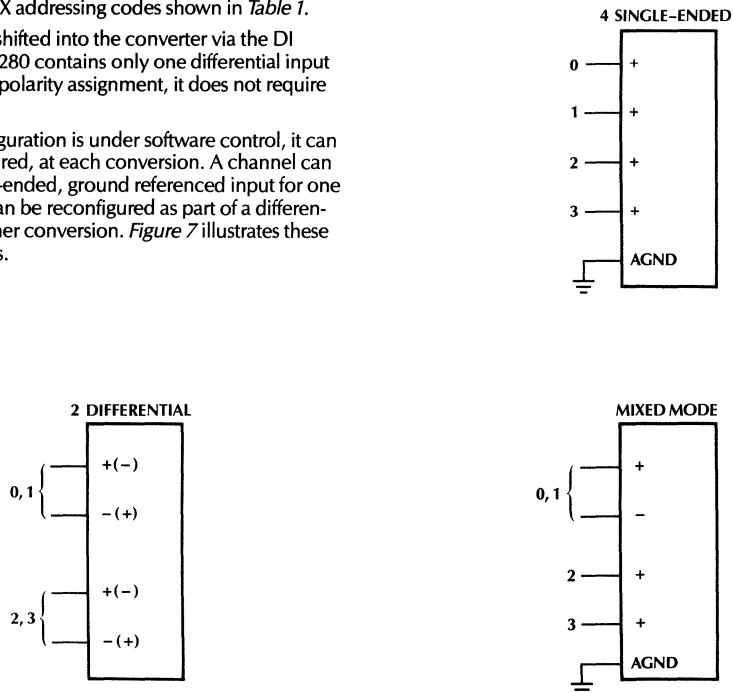 X addressing codes shown in Table 1.
shifted into the converter via the DI
280 contains only one differential input
polarity assignment, it does not require
guration is under software control, it can
red, at each conversion. A channel can
-ended, ground referenced input for one
an be reconfigured as part of a differen-
her conversion. Figure 7 illustrates these
s.
4 SINGLE-ENDED
0 +
1 +
2 +
3 +
AGND
2 DIFFERENTIAL
+(-)
0, 1
-(+)
+(-)
2, 3
-(+)
MIXED MODE
+
0, 1
-
2 +
3 +
AGND